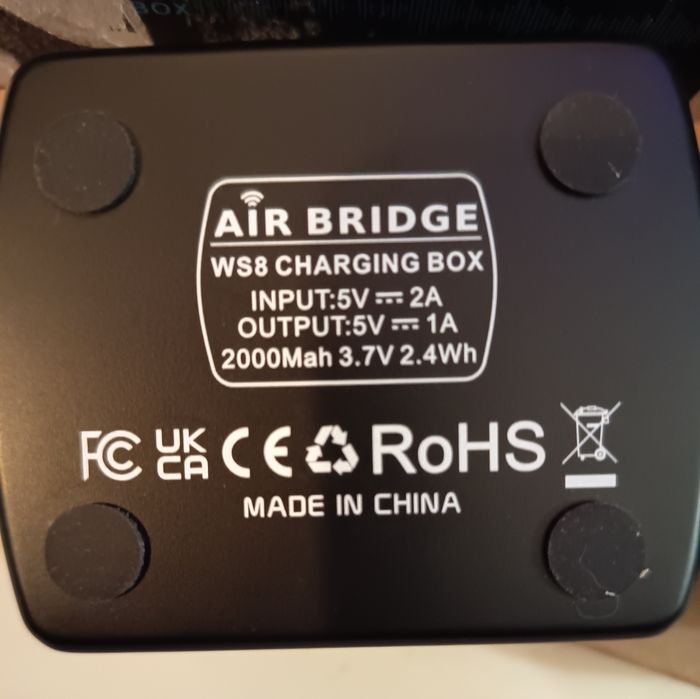 BOX
AIR BRIDGE
WS8 CHARGING BOX
INPUT:5V ⎓ 2A
OUTPUT:5V ⎓ 1A
2000Mah 3.7V 2.4Wh
FC UK CA CE RoHS
MADE IN CHINA